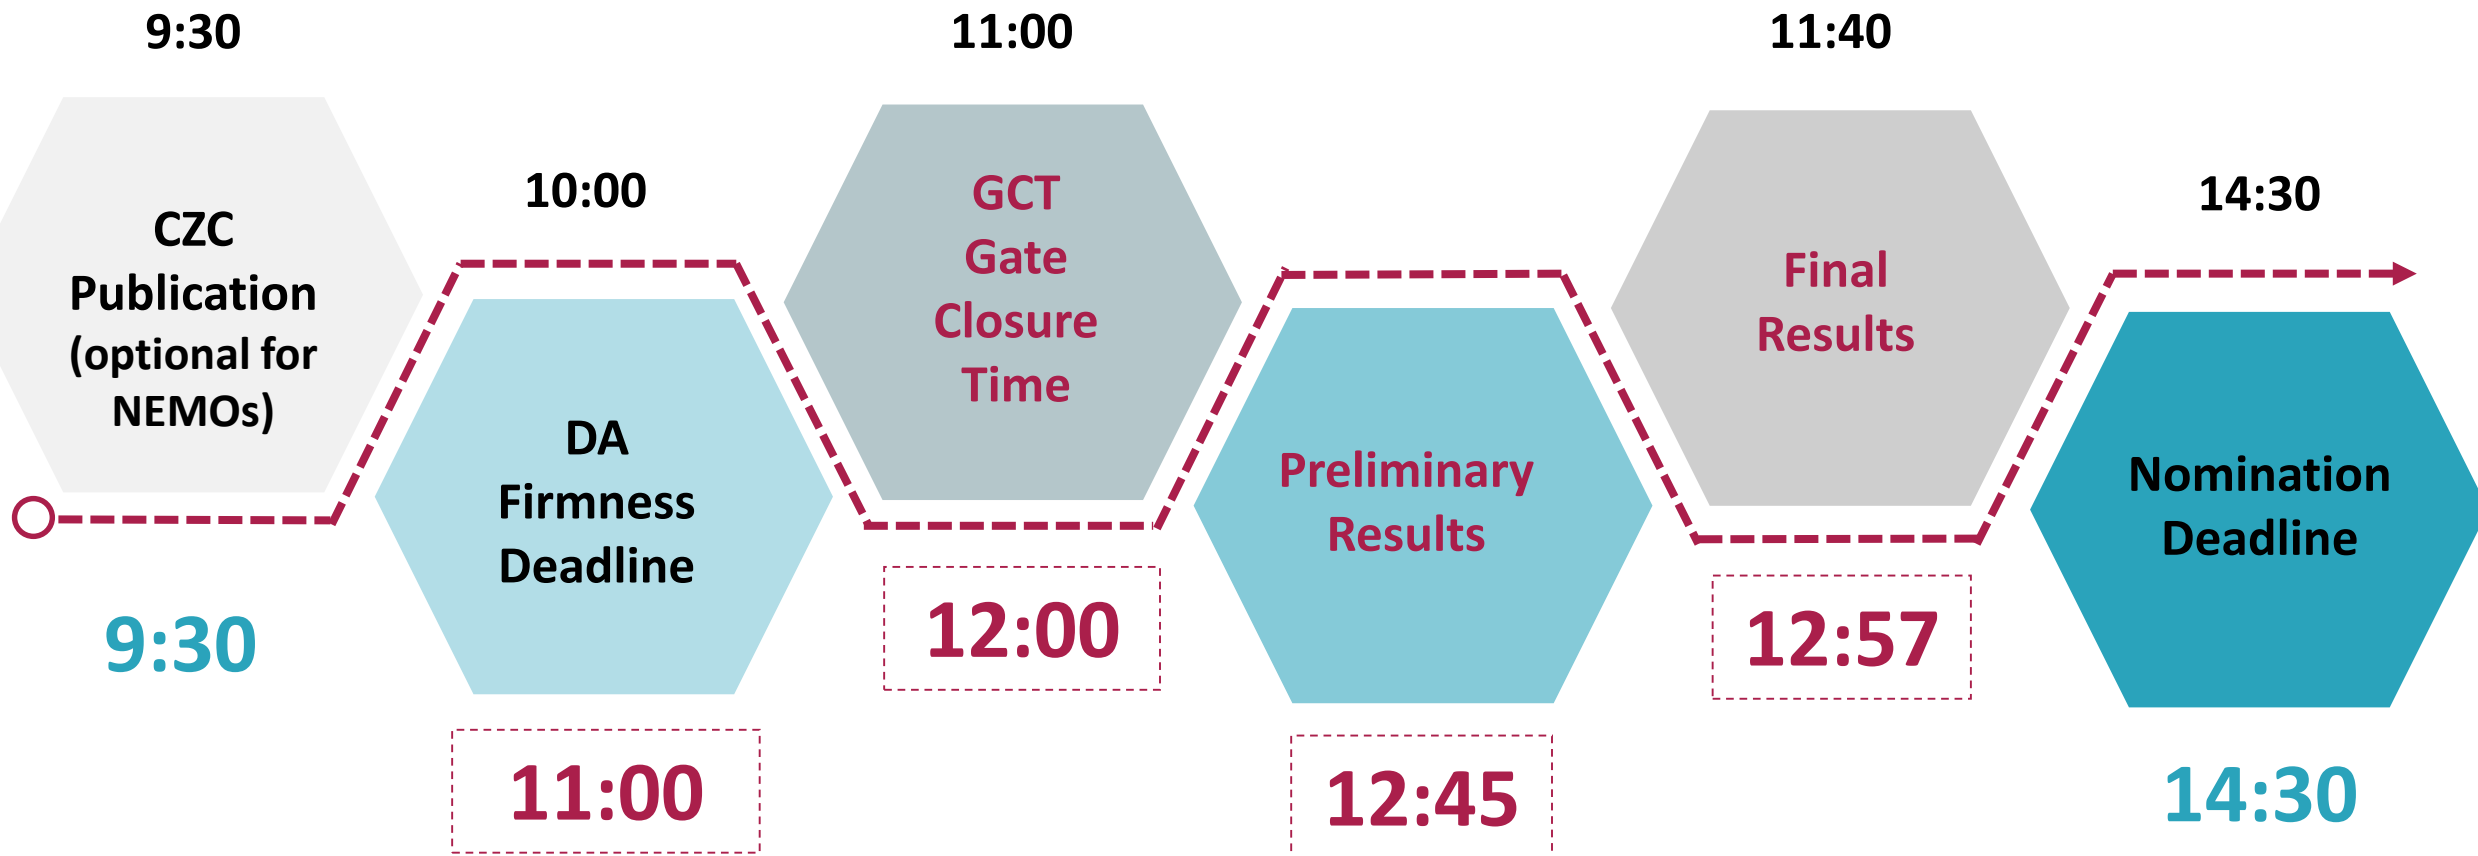 9:30
CZC
Publication
(optional for
NEMOs)
9:30
10:00
DA
Firmness
Deadline
11:00
11:00
GCT
Gate
Closure
Time
12:00
Preliminary
Results
12:45
11:40
Final
Results
12:57
14:30
Nomination
Deadline
14:30